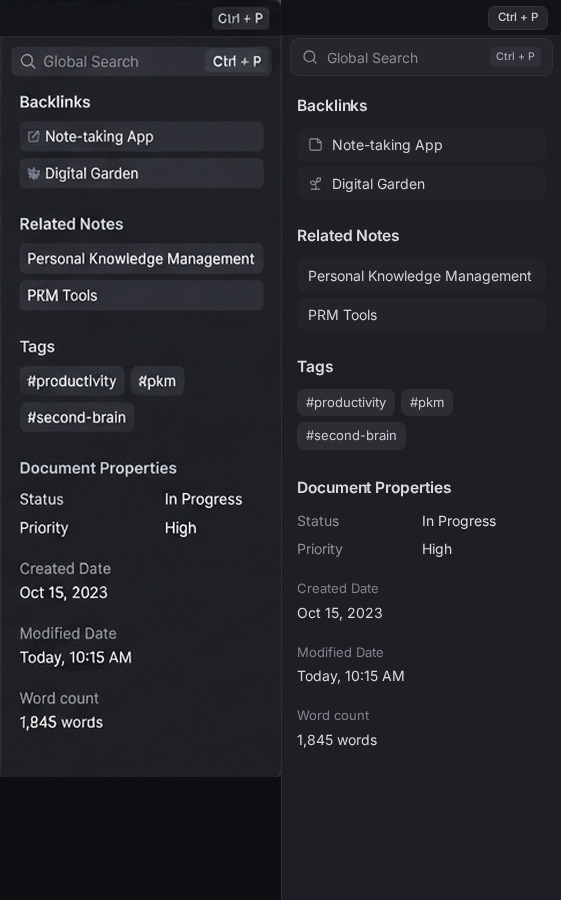 Ctrl + P
Global Search Ctrl + P
Backlinks
Note-taking App
Digital Garden
Related Notes
Personal Knowledge Management
PRM Tools
Tags
#productivity #pkm
#second-brain
Document Properties
Status In Progress
Priority High
Created Date
Oct 15, 2023
Modified Date
Today, 10:15 AM
Word count
1,845 words
Ctrl + P
Global Search Ctrl + P
Backlinks
Note-taking App
Digital Garden
Related Notes
Personal Knowledge Management
PRM Tools
Tags
#productivity #pkm
#second-brain
Document Properties
Status In Progress
Priority High
Created Date
Oct 15, 2023
Modified Date
Today, 10:15 AM
Word count
1,845 words